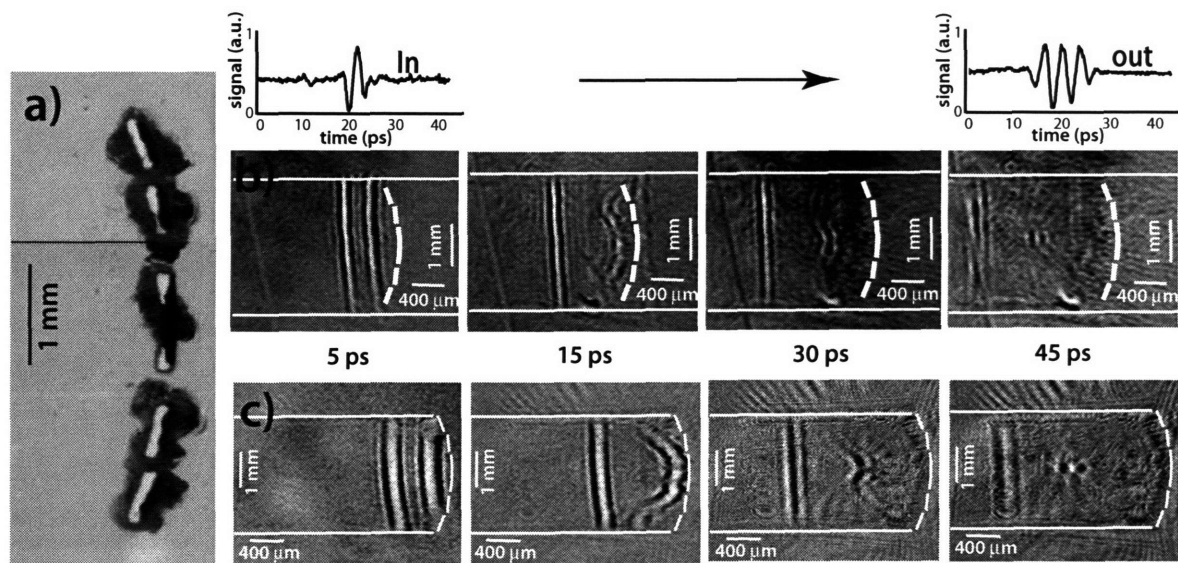 a)
1 mm
signal (a.u.)
1
0
In
0 10 20 30 40
time (ps)
signal (a.u.)
1
0
out
0 10 20 30 40
time (ps)
b)
1 mm
400 µm
1 mm
400 µm
1 mm
400 µm
1 mm
400 µm
5 ps
15 ps
30 ps
45 ps
c)
1 mm
400 µm
1 mm
400 µm
1 mm
400 µm
1 mm
400 µm